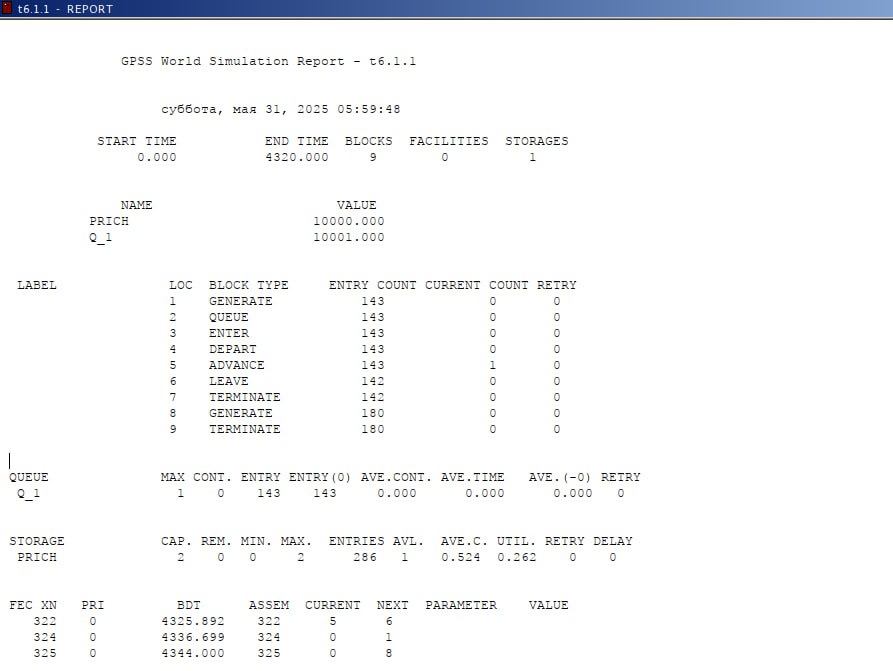 t6.1.1 - REPORT
GPSS World Simulation Report - t6.1.1
суббота, мая 31, 2025 05:59:48
START TIME END TIME BLOCKS FACILITIES STORAGES
0.000 4320.000 9 0 1
NAME VALUE
PRICH 10000.000
Q_1 10001.000
LABEL LOC BLOCK TYPE ENTRY COUNT CURRENT COUNT RETRY
1 GENERATE 143 0 0
2 QUEUE 143 0 0
3 ENTER 143 0 0
4 DEPART 143 0 0
5 ADVANCE 143 1 0
6 LEAVE 142 0 0
7 TERMINATE 142 0 0
8 GENERATE 180 0 0
9 TERMINATE 180 0 0
QUEUE MAX CONT. ENTRY ENTRY(0) AVE.CONT. AVE.TIME AVE.(-0) RETRY
Q_1 1 0 143 143 0.000 0.000 0.000 0
STORAGE CAP. REM. MIN. MAX. ENTRIES AVL. AVE.C. UTIL. RETRY DELAY
PRICH 2 0 0 2 286 1 0.524 0.262 0 0
FEC XN PRI BDT ASSEM CURRENT NEXT PARAMETER VALUE
322 0 4325.892 322 5 6
324 0 4336.699 324 0 1
325 0 4344.000 325 0 8